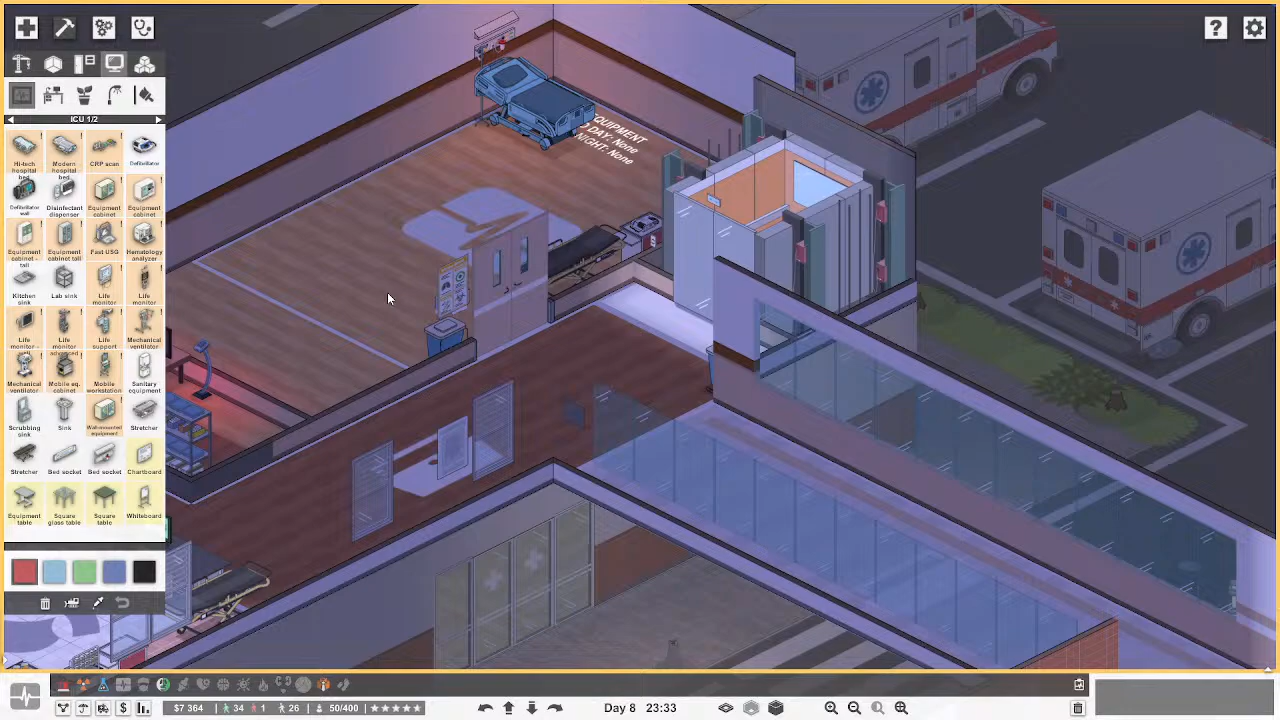 ?
ICU 1/2
Hi-tech hospital bed
Modern hospital bed
CRP scan
Defibrillator
Defibrillator wall
Disinfectant dispenser
Equipment cabinet
Equipment cabinet
Equipment cabinet - tall
Equipment cabinet tall
Fast USG
Hematology analyzer
Kitchen sink
Lab sink
Life monitor
Life monitor
Life monitor - wall
Life monitor advanced
Life support
Mechanical ventilator
Mechanical ventilator
Mobile eq. cabinet
Mobile workstation
Sanitary equipment
Scrubbing sink
Sink
Wall-mounted equipment
Stretcher
Stretcher
Bed socket
Bed socket
Chartboard
Equipment table
Square glass table
Square table
Whiteboard
EQUIPMENT
DAY: None
NIGHT: None
$7 364
34
1
26
50/400
Day 8 23:33